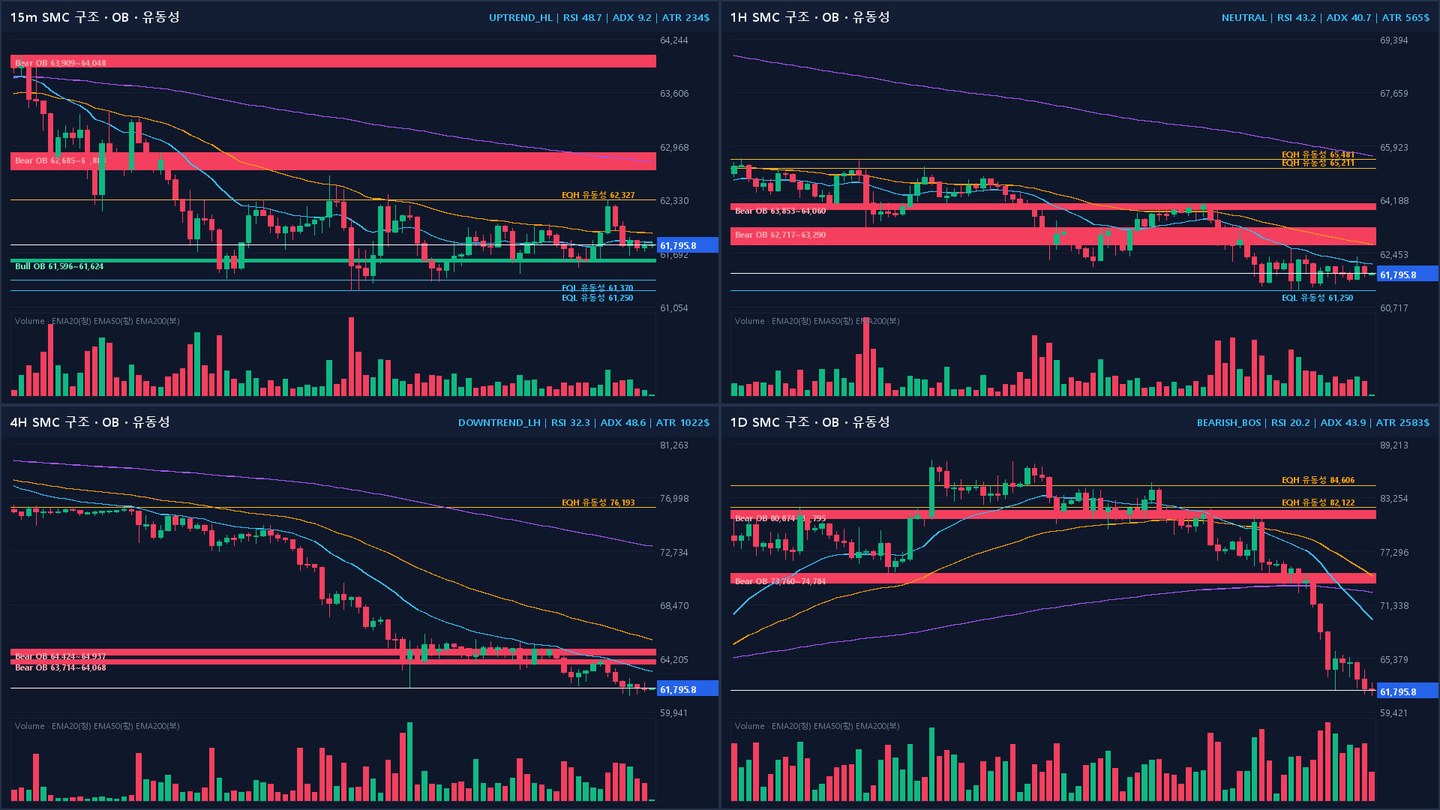 15m SMC 구조 · OB · 유동성
UPTREND_HL | RSI 48.7 | ADX 9.2 | ATR 234$
64,244
Bear OB 63,909~64,048
63,606
Bear OB 62,685~6
62,968
EQH 유동성 62,327
62,330
61,795.8
61,692
Bull OB 61,596~61,624
EQL 유동성 61,370
EQL 유동성 61,250
61,054
Volume · EMA20(청) EMA50(황) EMA200(보)
1H SMC 구조 · OB · 유동성
NEUTRAL | RSI 43.2 | ADX 40.7 | ATR 565$
69,394
67,659
65,923
EQH 유동성 65,481
EQH 유동성 65,211
64,188
Bear OB 63,853~64,060
Bear OB 62,717~63,290
62,453
61,795.8
EQL 유동성 61,250
60,717
Volume · EMA20(청) EMA50(황) EMA200(보)
4H SMC 구조 · OB · 유동성
DOWNTREND_LH | RSI 32.3 | ADX 48.6 | ATR 1022$
81,263
EQH 유동성 76,193
76,998
72,734
68,470
Bear OB 64,424~64,937
64,205
Bear OB 63,714~64,068
61,795.8
59,941
Volume · EMA20(청) EMA50(황) EMA200(보)
1D SMC 구조 · OB · 유동성
BEARISH_BOS | RSI 20.2 | ADX 43.9 | ATR 2583$
89,213
EQH 유동성 84,606
83,254
EQH 유동성 82,122
Bear OB 80,874
77,296
Bear OB 73,760~74,784
71,338
65,379
61,795.8
59,421
Volume · EMA20(청) EMA50(황) EMA200(보)